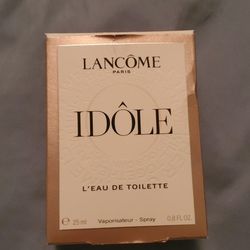 LANCÔME
PARIS
IDÔLE
L'EAU DE TOILETTE
℮ 25 ml Vaporisateur - Spray 0.8 FL.OZ.